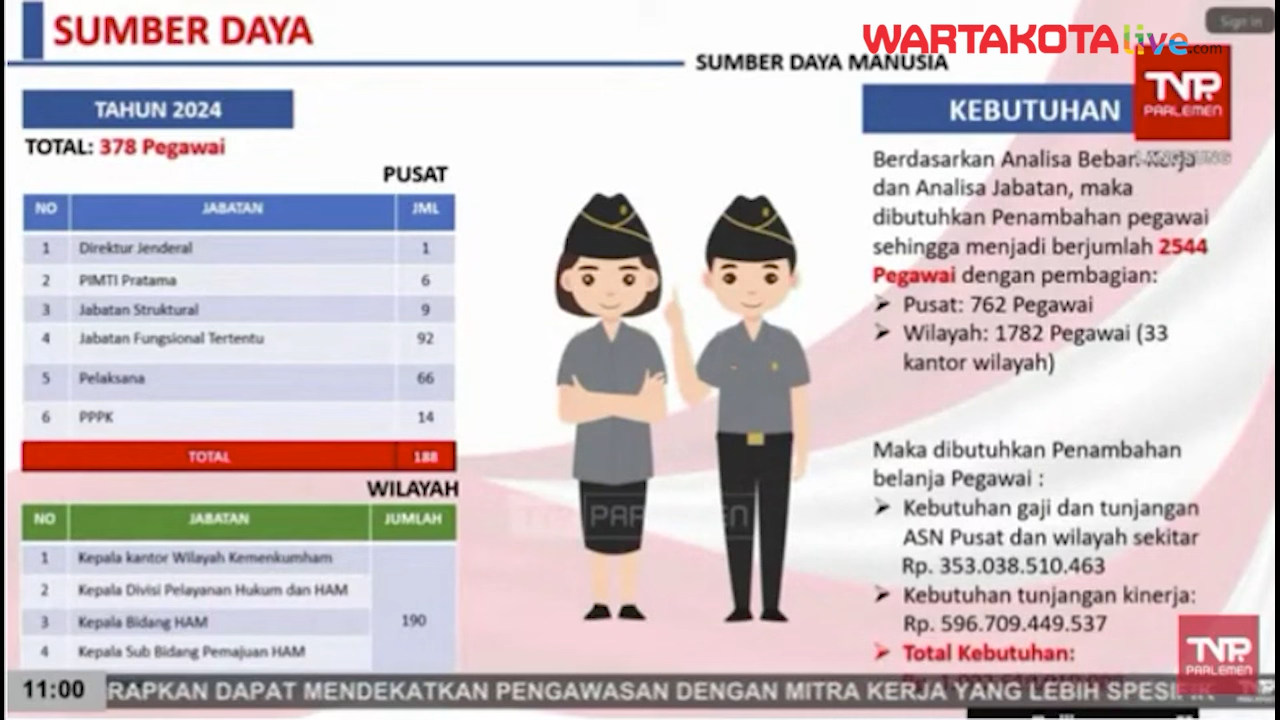 SUMBER DAYA
WARTAKOTAlive.com
Sign in
SUMBER DAYA MANUSIA
TAHUN 2024
TOTAL: 378 Pegawai
PUSAT
NO JABATAN JML
1 Direktur Jenderal 1
2 PIMTI Pratama 6
3 Jabatan Struktural 9
4 Jabatan Fungsional Tertentu 92
5 Pelaksana 66
6 PPPK 14
TOTAL 188
WILAYAH
NO JABATAN JUMLAH
1 Kepala kantor Wilayah Kemenkumham
2 Kepala Divisi Pelayanan Hukum dan HAM
3 Kepala Bidang HAM
4 Kepala Sub Bidang Pemajuan HAM
190
KEBUTUHAN
TVR
PARLEMEN
LANGSUNG
Berdasarkan Analisa Beban Kerja
dan Analisa Jabatan, maka
dibutuhkan Penambahan pegawai
sehingga menjadi berjumlah 2544
Pegawai dengan pembagian:
➢ Pusat: 762 Pegawai
➢ Wilayah: 1782 Pegawai (33
kantor wilayah)
Maka dibutuhkan Penambahan
belanja Pegawai :
➢ Kebutuhan gaji dan tunjangan
ASN Pusat dan wilayah sekitar
Rp. 353.038.510.463
➢ Kebutuhan tunjangan kinerja:
Rp. 596.709.449.537
➢ Total Kebutuhan:
TVR PARLEMEN
TVR
PARLEMEN
11:00 RAPKAN DAPAT MENDEKATKAN PENGAWASAN DENGAN MITRA KERJA YANG LEBIH SPESIFIK